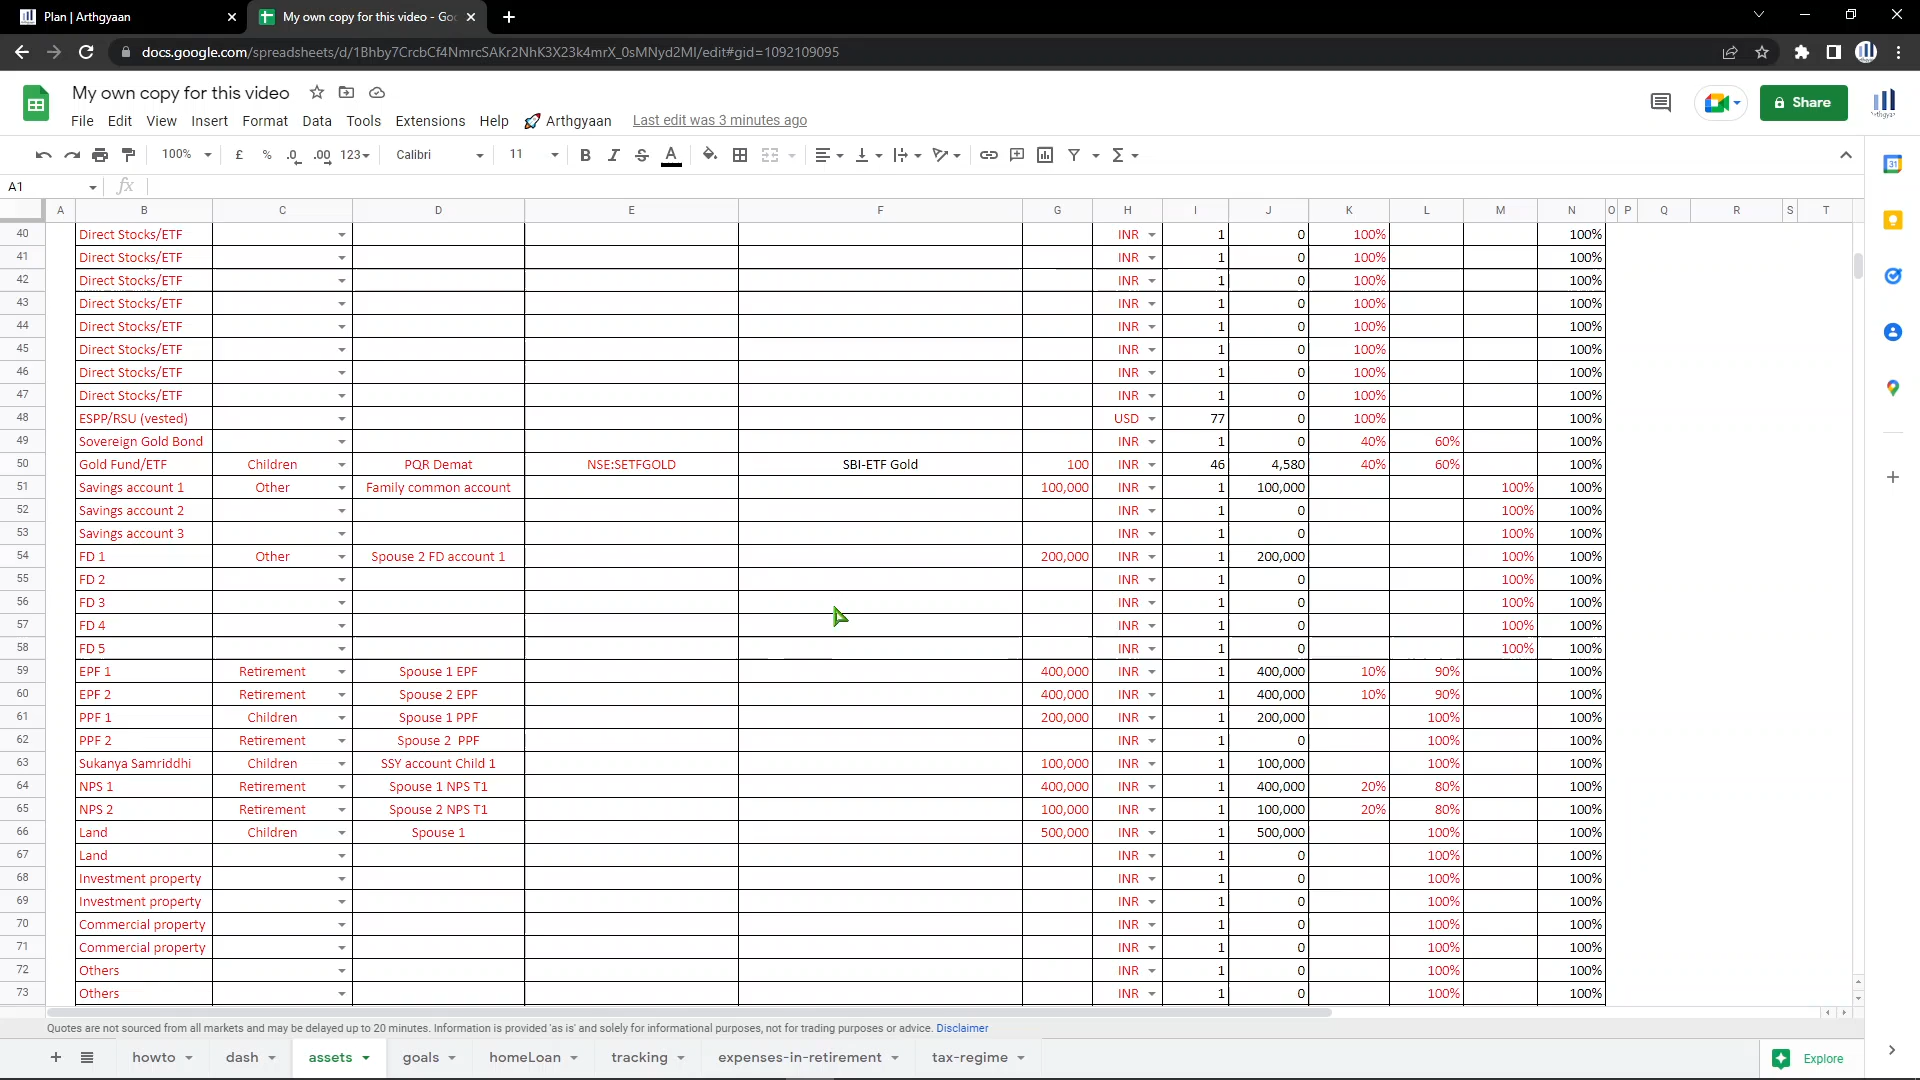 Plan | Arthgyaan
My own copy for this video - Goo
docs.google.com/spreadsheets/d/1Bhby7CrcbCf4NmrcSAKr2NhK3X23k4mrX_0sMNyd2MI/edit#gid=1092109095
My own copy for this video
File Edit View Insert Format Data Tools Extensions Help Arthgyaan Last edit was 3 minutes ago
Share
100% £ % .0 .00 123 Calibri 11 B I S A
A1 fx
A B C D E F G H I J K L M N O P Q R S T
40 Direct Stocks/ETF INR 1 0 100% 100%
41 Direct Stocks/ETF INR 1 0 100% 100%
42 Direct Stocks/ETF INR 1 0 100% 100%
43 Direct Stocks/ETF INR 1 0 100% 100%
44 Direct Stocks/ETF INR 1 0 100% 100%
45 Direct Stocks/ETF INR 1 0 100% 100%
46 Direct Stocks/ETF INR 1 0 100% 100%
47 Direct Stocks/ETF INR 1 0 100% 100%
48 ESPP/RSU (vested) USD 77 0 100% 100%
49 Sovereign Gold Bond INR 1 0 40% 60% 100%
50 Gold Fund/ETF Children PQR Demat NSE:SETFGOLD SBI-ETF Gold 100 INR 46 4,580 40% 60% 100%
51 Savings account 1 Other Family common account 100,000 INR 1 100,000 100% 100%
52 Savings account 2 INR 1 0 100% 100%
53 Savings account 3 INR 1 0 100% 100%
54 FD 1 Other Spouse 2 FD account 1 200,000 INR 1 200,000 100% 100%
55 FD 2 INR 1 0 100% 100%
56 FD 3 INR 1 0 100% 100%
57 FD 4 INR 1 0 100% 100%
58 FD 5 INR 1 0 100% 100%
59 EPF 1 Retirement Spouse 1 EPF 400,000 INR 1 400,000 10% 90% 100%
60 EPF 2 Retirement Spouse 2 EPF 400,000 INR 1 400,000 10% 90% 100%
61 PPF 1 Children Spouse 1 PPF 200,000 INR 1 200,000 100% 100%
62 PPF 2 Retirement Spouse 2 PPF INR 1 0 100% 100%
63 Sukanya Samriddhi Children SSY account Child 1 100,000 INR 1 100,000 100% 100%
64 NPS 1 Retirement Spouse 1 NPS T1 400,000 INR 1 400,000 20% 80% 100%
65 NPS 2 Retirement Spouse 2 NPS T1 100,000 INR 1 100,000 20% 80% 100%
66 Land Children Spouse 1 500,000 INR 1 500,000 100% 100%
67 Land INR 1 0 100% 100%
68 Investment property INR 1 0 100% 100%
69 Investment property INR 1 0 100% 100%
70 Commercial property INR 1 0 100% 100%
71 Commercial property INR 1 0 100% 100%
72 Others INR 1 0 100% 100%
73 Others INR 1 0 100% 100%
Quotes are not sourced from all markets and may be delayed up to 20 minutes. Information is provided 'as is' and solely for informational purposes, not for trading purposes or advice. Disclaimer
howto dash assets goals homeLoan tracking expenses-in-retirement tax-regime Explore